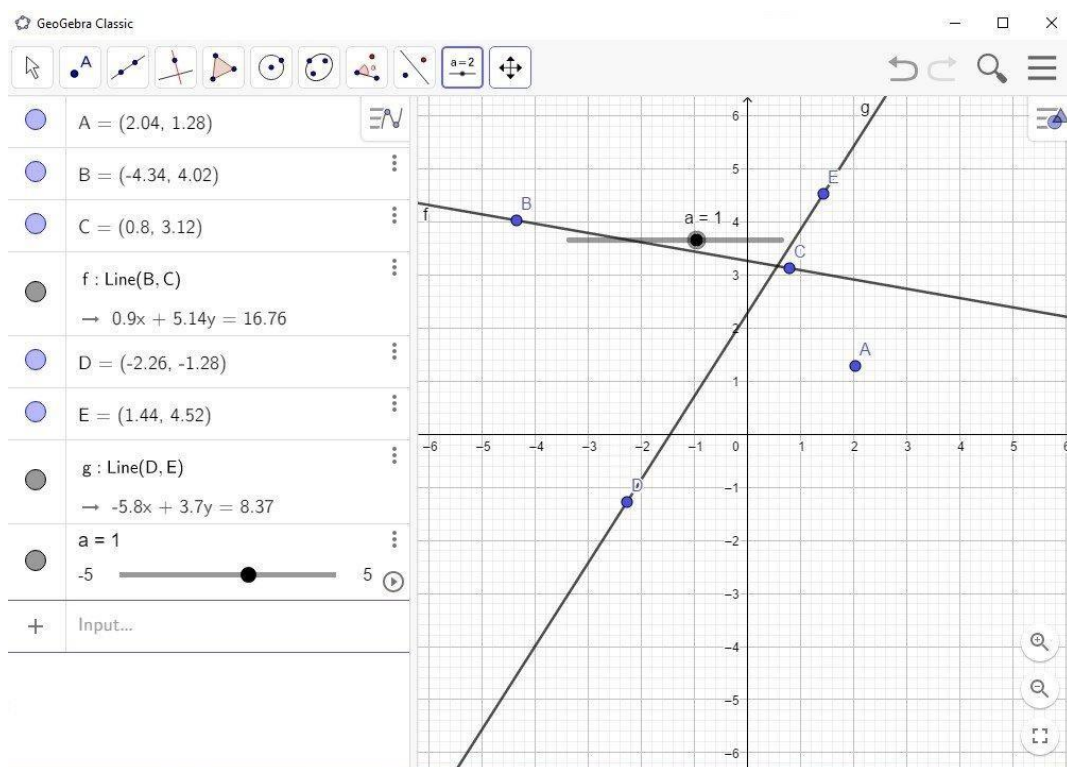 GeoGebra Classic
A
a = 2
A = (2.04, 1.28)
B = (-4.34, 4.02)
C = (0.8, 3.12)
f : Line(B, C)
→ 0.9x + 5.14y = 16.76
D = (-2.26, -1.28)
E = (1.44, 4.52)
g : Line(D, E)
→ -5.8x + 3.7y = 8.37
a = 1
-5 5
+ Input...
6 g
5
E
B
f
a = 1
4
C
3
2
A
1
-6 -5 -4 -3 -2 -1 0 1 2 3 4 5 6
D
-1
-2
-3
-4
-5
-6